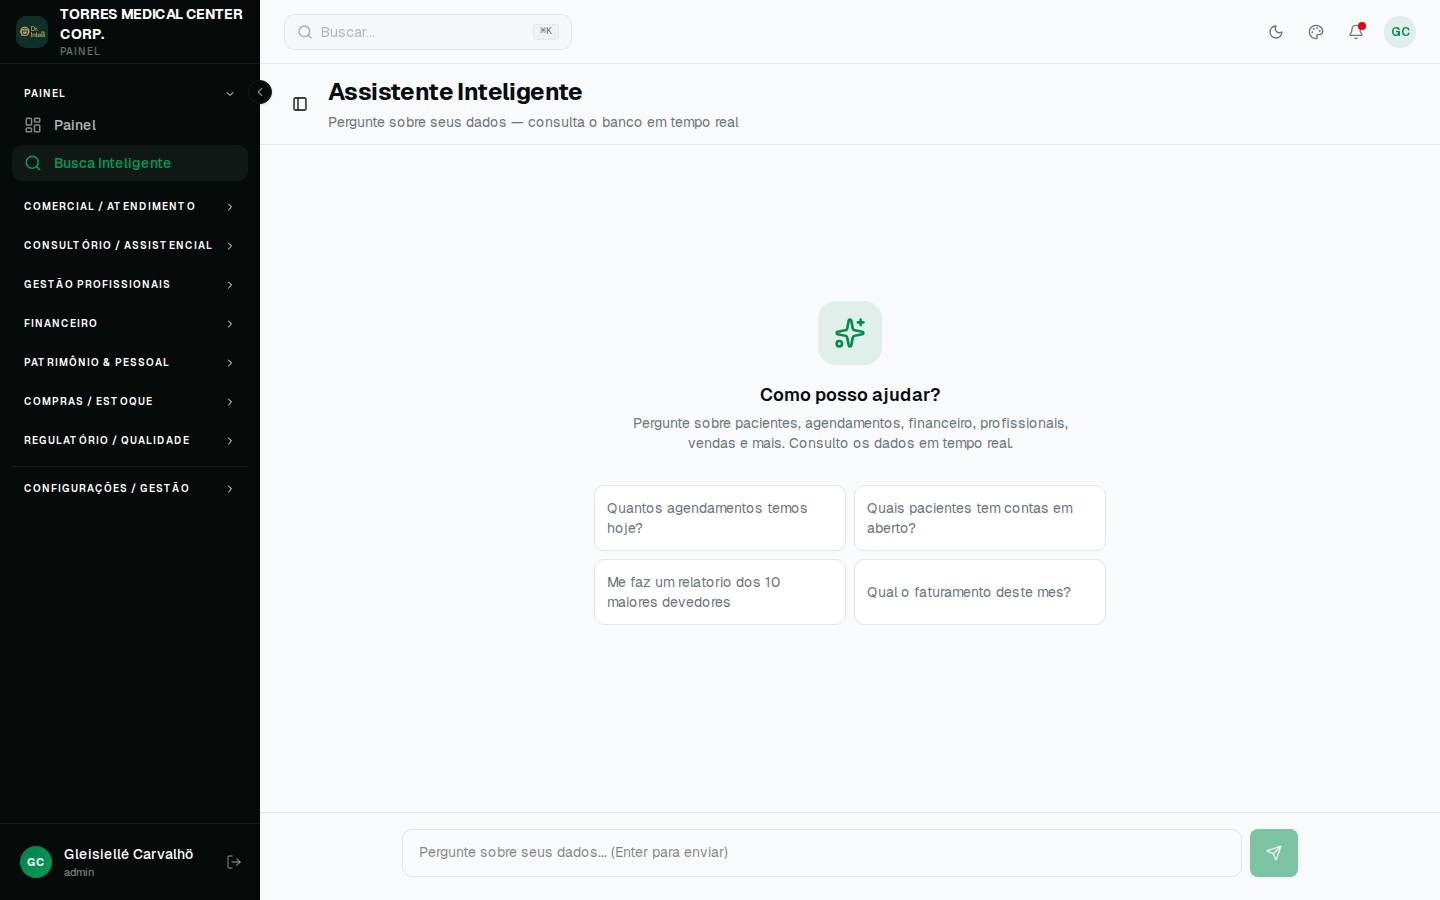 TORRES MEDICAL CENTER
CORP.
PAINEL
Dr.
Intelli
Buscar...
⌘K
GC
PAINEL
Painel
Busca Inteligente
COMERCIAL / ATENDIMENTO
CONSULTÓRIO / ASSISTENCIAL
GESTÃO PROFISSIONAIS
FINANCEIRO
PATRIMÔNIO & PESSOAL
COMPRAS / ESTOQUE
REGULATÓRIO / QUALIDADE
CONFIGURAÇÕES / GESTÃO
GC
Gleisiellé Carvalhö
admin
Assistente Inteligente
Pergunte sobre seus dados — consulta o banco em tempo real
Como posso ajudar?
Pergunte sobre pacientes, agendamentos, financeiro, profissionais,
vendas e mais. Consulto os dados em tempo real.
Quantos agendamentos temos
hoje?
Quais pacientes tem contas em
aberto?
Me faz um relatorio dos 10
maiores devedores
Qual o faturamento deste mes?
Pergunte sobre seus dados... (Enter para enviar)